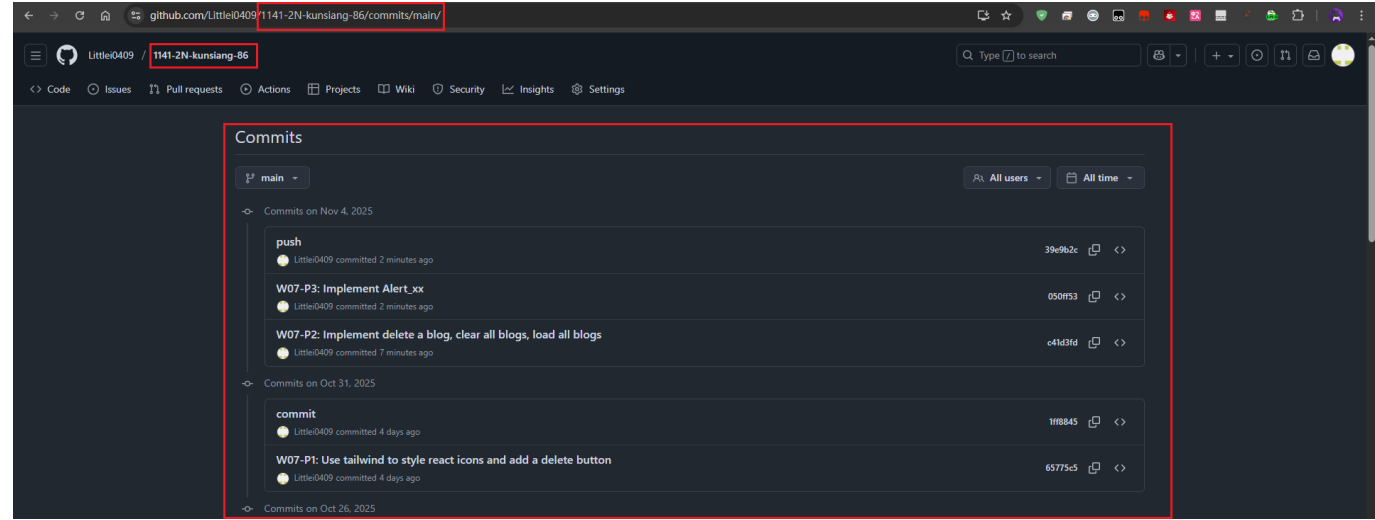 github.com/Littlei0409/1141-2N-kunsiang-86/commits/main/
Littlei0409 / 1141-2N-kunsiang-86
Type / to search
Code Issues Pull requests Actions Projects Wiki Security Insights Settings
Commits
main
All users All time
Commits on Nov 4, 2025
push
39e9b2c
Littlei0409 committed 2 minutes ago
W07-P3: Implement Alert_xx
050ff53
Littlei0409 committed 2 minutes ago
W07-P2: Implement delete a blog, clear all blogs, load all blogs
c41d3fd
Littlei0409 committed 7 minutes ago
Commits on Oct 31, 2025
commit
1ff8845
Littlei0409 committed 4 days ago
W07-P1: Use tailwind to style react icons and add a delete button
65775c5
Littlei0409 committed 4 days ago
Commits on Oct 26, 2025